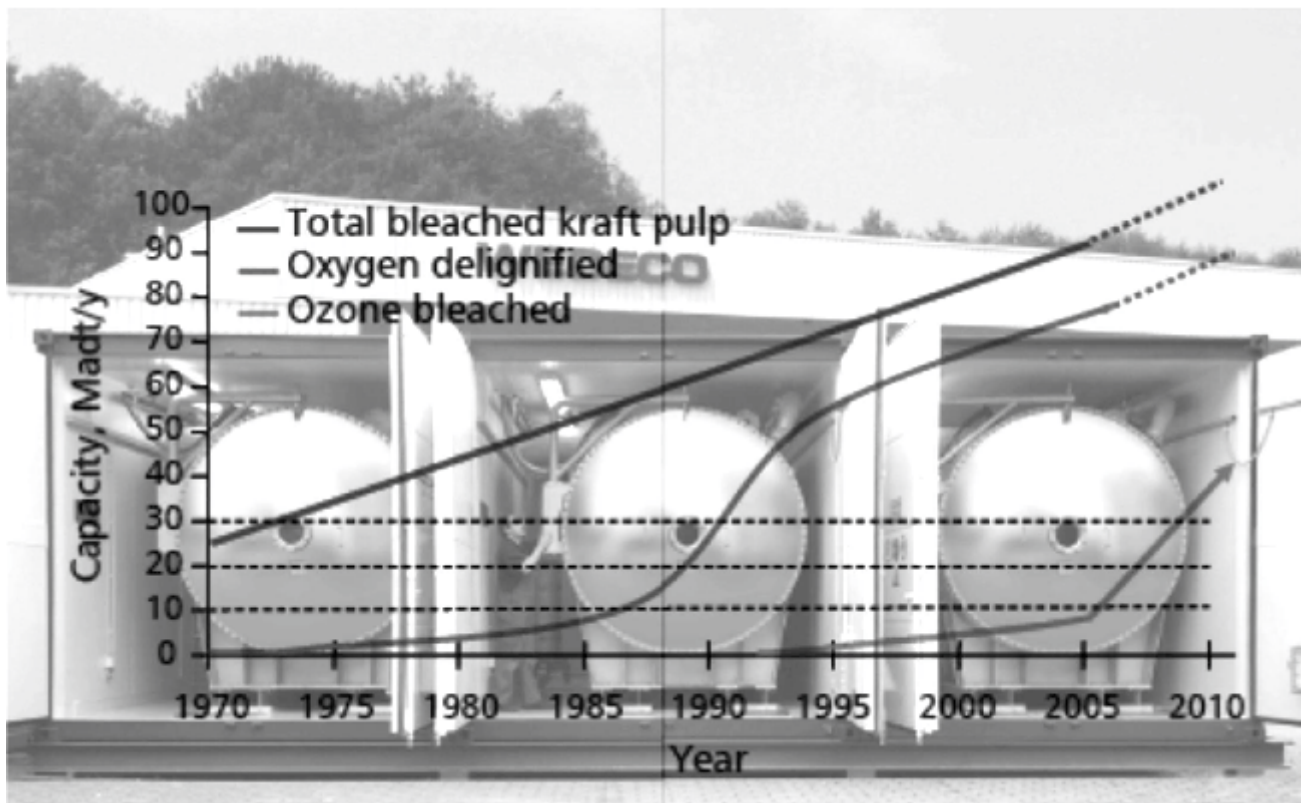 100
90
80
70
60
50
40
30
20
10
0
Capacity, Madt/y
Total bleached kraft pulp
Oxygen delignified
Ozone bleached
1970 1975 1980 1985 1990 1995 2000 2005 2010
Year